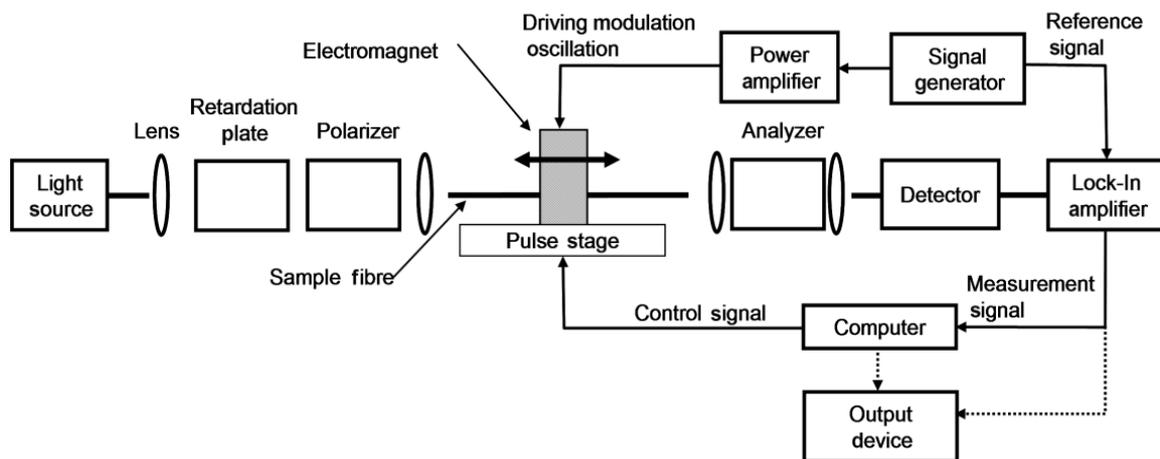 Driving modulation
oscillation
Reference
signal
Electromagnet
Power
amplifier
Signal
generator
Lens
Retardation
plate
Polarizer
Analyzer
Light
source
Detector
Lock-In
amplifier
Pulse stage
Sample fibre
Control signal
Computer
Measurement
signal
Output
device